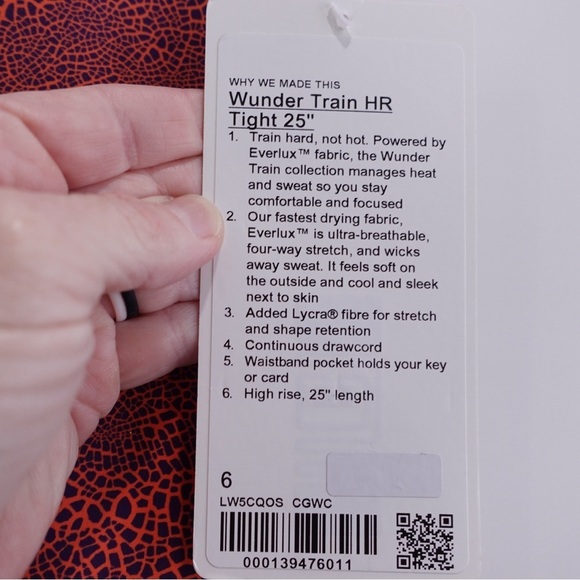 WHY WE MADE THIS
Wunder Train HR
Tight 25"
1. Train hard, not hot. Powered by
Everlux™ fabric, the Wunder
Train collection manages heat
and sweat so you stay
comfortable and focused
2. Our fastest drying fabric,
Everlux™ is ultra-breathable,
four-way stretch, and wicks
away sweat. It feels soft on
the outside and cool and sleek
next to skin
3. Added Lycra® fibre for stretch
and shape retention
4. Continuous drawcord
5. Waistband pocket holds your key
or card
6. High rise, 25" length
6
LW5CQOS CGWC
000139476011